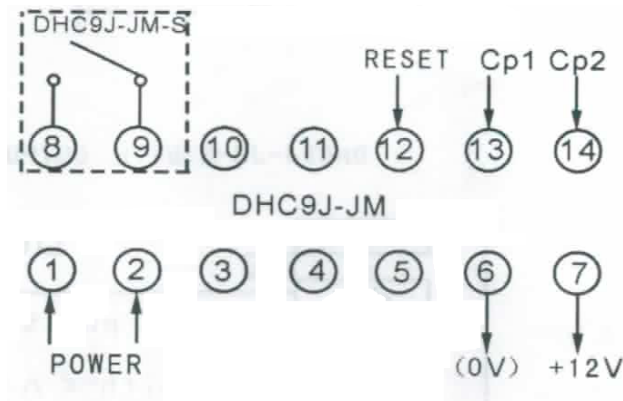 DHC9J-JM-S
RESET Cp1 Cp2
8 9 10 11 12 13 14
DHC9J-JM
1 2 3 4 5 6 7
POWER (0V) +12V